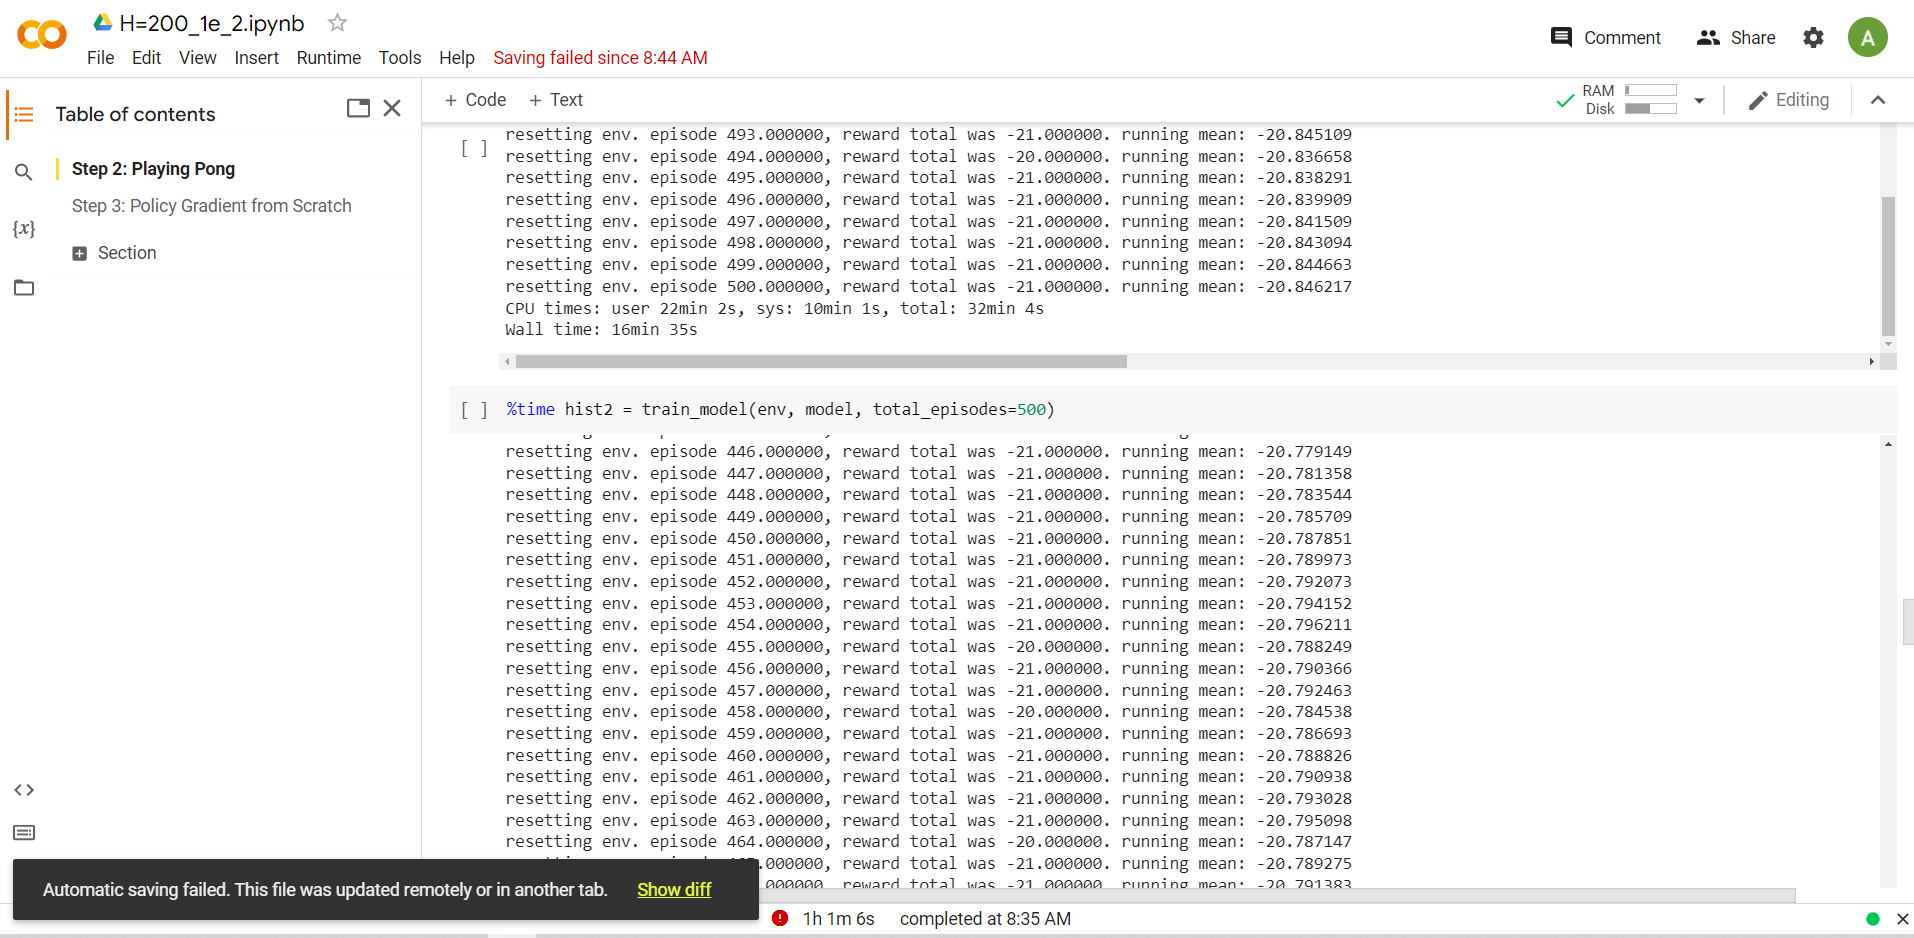 H=200_1e_2.ipynb
File Edit View Insert Runtime Tools Help Saving failed since 8:44 AM
Comment Share A
Table of contents
Step 2: Playing Pong
Step 3: Policy Gradient from Scratch
Section
{x}
+ Code + Text
RAM
Disk
Editing
[ ]
resetting env. episode 493.000000, reward total was -21.000000. running mean: -20.845109
resetting env. episode 494.000000, reward total was -20.000000. running mean: -20.836658
resetting env. episode 495.000000, reward total was -21.000000. running mean: -20.838291
resetting env. episode 496.000000, reward total was -21.000000. running mean: -20.839909
resetting env. episode 497.000000, reward total was -21.000000. running mean: -20.841509
resetting env. episode 498.000000, reward total was -21.000000. running mean: -20.843094
resetting env. episode 499.000000, reward total was -21.000000. running mean: -20.844663
resetting env. episode 500.000000, reward total was -21.000000. running mean: -20.846217
CPU times: user 22min 2s, sys: 10min 1s, total: 32min 4s
Wall time: 16min 35s
[ ] %time hist2 = train_model(env, model, total_episodes=500)
resetting env. episode 446.000000, reward total was -21.000000. running mean: -20.779149
resetting env. episode 447.000000, reward total was -21.000000. running mean: -20.781358
resetting env. episode 448.000000, reward total was -21.000000. running mean: -20.783544
resetting env. episode 449.000000, reward total was -21.000000. running mean: -20.785709
resetting env. episode 450.000000, reward total was -21.000000. running mean: -20.787851
resetting env. episode 451.000000, reward total was -21.000000. running mean: -20.789973
resetting env. episode 452.000000, reward total was -21.000000. running mean: -20.792073
resetting env. episode 453.000000, reward total was -21.000000. running mean: -20.794152
resetting env. episode 454.000000, reward total was -21.000000. running mean: -20.796211
resetting env. episode 455.000000, reward total was -20.000000. running mean: -20.788249
resetting env. episode 456.000000, reward total was -21.000000. running mean: -20.790366
resetting env. episode 457.000000, reward total was -21.000000. running mean: -20.792463
resetting env. episode 458.000000, reward total was -20.000000. running mean: -20.784538
resetting env. episode 459.000000, reward total was -21.000000. running mean: -20.786693
resetting env. episode 460.000000, reward total was -21.000000. running mean: -20.788826
resetting env. episode 461.000000, reward total was -21.000000. running mean: -20.790938
resetting env. episode 462.000000, reward total was -21.000000. running mean: -20.793028
resetting env. episode 463.000000, reward total was -21.000000. running mean: -20.795098
resetting env. episode 464.000000, reward total was -20.000000. running mean: -20.787147
.000000, reward total was -21.000000. running mean: -20.789275
.000000, reward total was -21.000000. running mean: -20.791383
Automatic saving failed. This file was updated remotely or in another tab. Show diff
1h 1m 6s completed at 8:35 AM